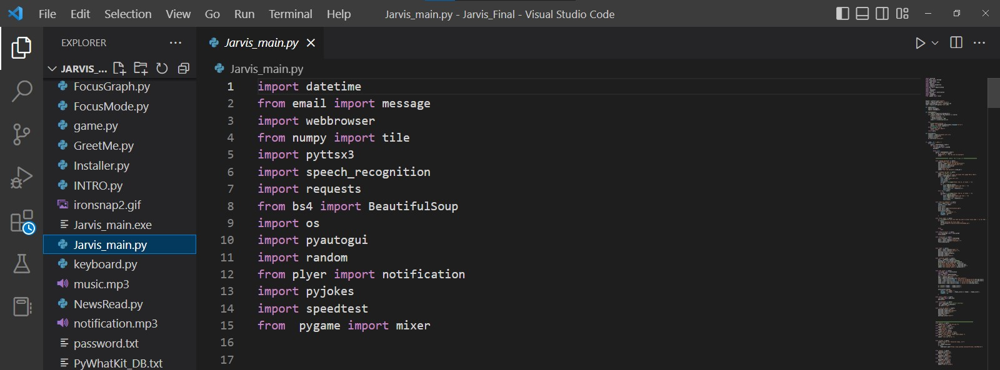 File Edit Selection View Go Run Terminal Help Jarvis_main.py - Jarvis_Final - Visual Studio Code
EXPLORER
JARVIS_...
FocusGraph.py
FocusMode.py
game.py
GreetMe.py
Installer.py
INTRO.py
ironsnap2.gif
Jarvis_main.exe
Jarvis_main.py
keyboard.py
music.mp3
NewsRead.py
notification.mp3
password.txt
PyWhatKit_DB.txt
Jarvis_main.py
Jarvis_main.py
1 import datetime
2 from email import message
3 import webbrowser
4 from numpy import tile
5 import pyttsx3
6 import speech_recognition
7 import requests
8 from bs4 import BeautifulSoup
9 import os
10 import pyautogui
11 import random
12 from plyer import notification
13 import pyjokes
14 import speedtest
15 from  pygame import mixer
16
17